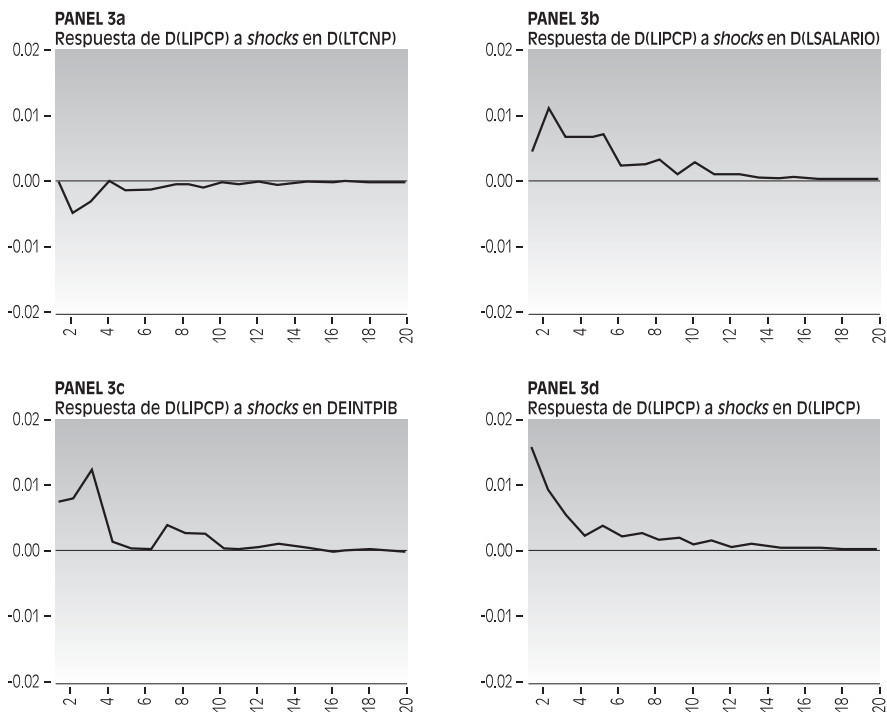 PANEL 3a
Respuesta de D(LIPCP) a shocks en D(LTCNP)
0.02
0.01
0.00
-0.01
-0.02
2 4 6 8 10 12 14 16 18 20
PANEL 3b
Respuesta de D(LIPCP) a shocks en D(LSALARIO)
0.02
0.01
0.00
-0.01
-0.02
2 4 6 8 10 12 14 16 18 20
PANEL 3c
Respuesta de D(LIPCP) a shocks en DEINTPIB
0.02
0.01
0.00
-0.01
-0.02
2 4 6 8 10 12 14 16 18 20
PANEL 3d
Respuesta de D(LIPCP) a shocks en D(LIPCP)
0.02
0.01
0.00
-0.01
-0.02
2 4 6 8 10 12 14 16 18 20